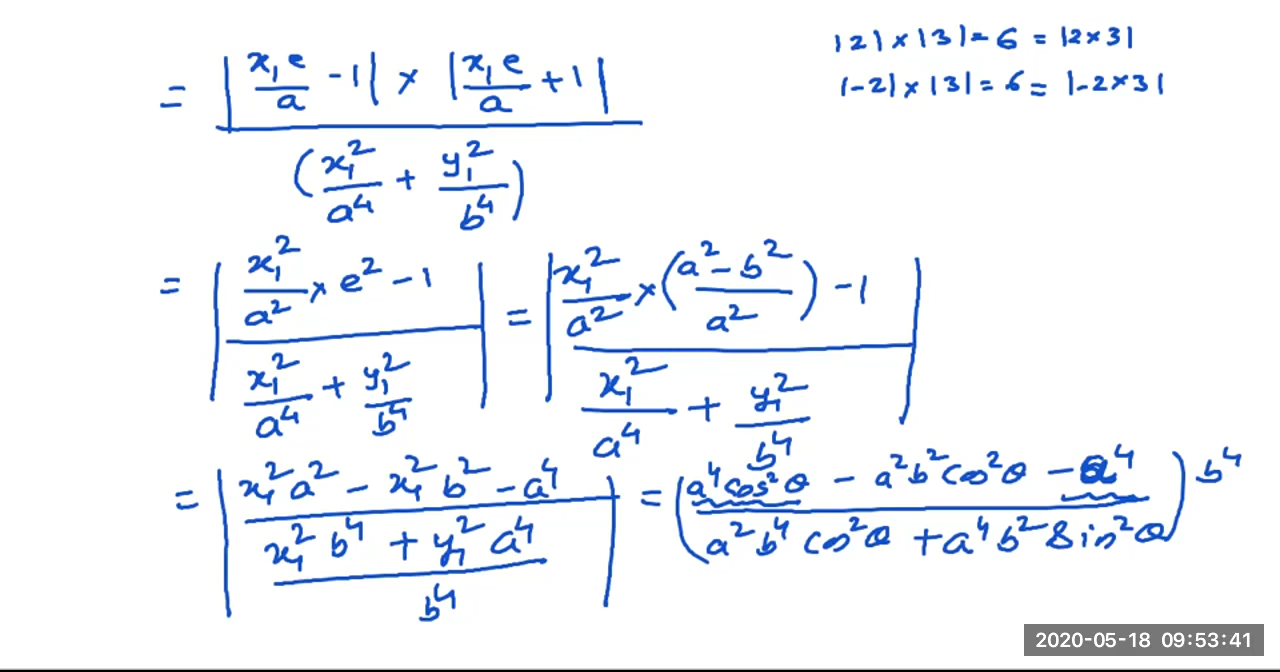 = |x₁e/a - 1| × |x₁e/a + 1| / (x₁²/a⁴ + y₁²/b⁴)
|2| × |3| = 6 = |2×3|
|-2| × |3| = 6 = |-2×3|
= |(x₁²/a² × e² - 1) / (x₁²/a⁴ + y₁²/b⁴)| = |(x₁²/a² × (a² - b²/a²) - 1) / (x₁²/a⁴ + y₁²/b⁴)|
= |(x₁²a² - x₁²b² - a⁴) / (x₁²b⁴ + y₁²a⁴ / b⁴)| = (a⁴cos²θ - a²b²cos²θ - a⁴ / a²b⁴cos²θ + a⁴b²sin²θ) b⁴
2020-05-18 09:53:41